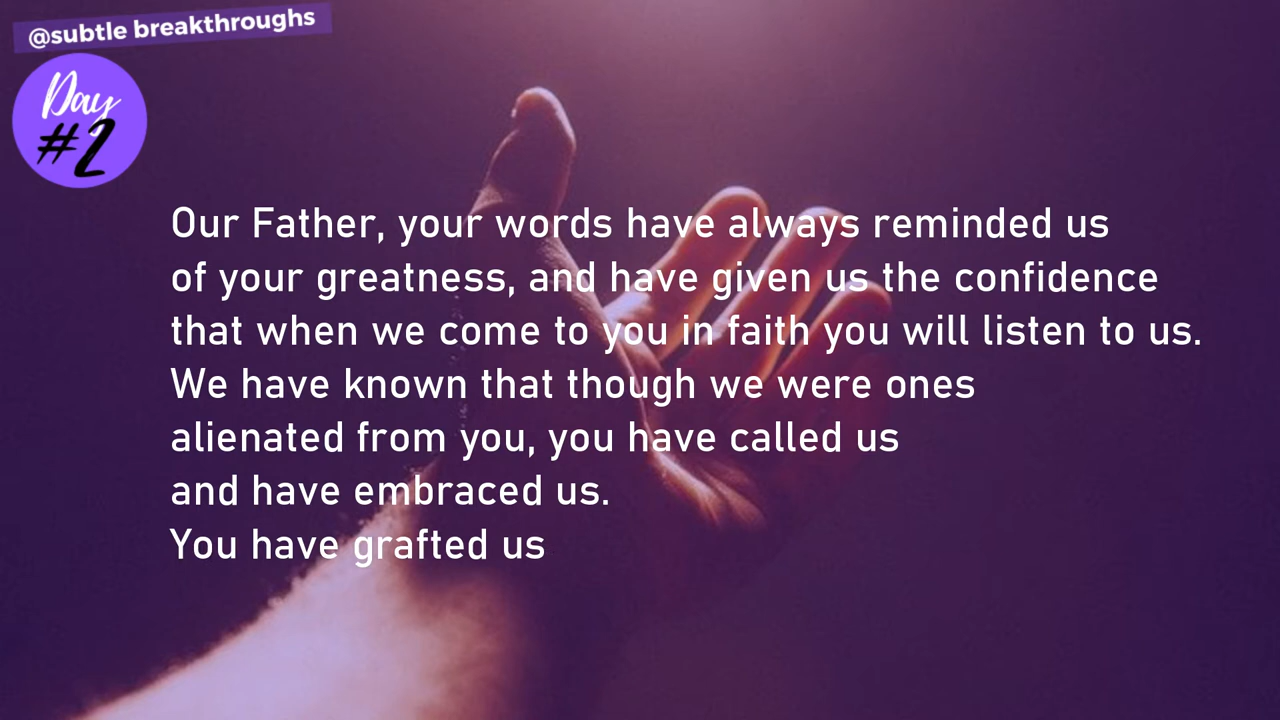 @subtle breakthroughs
Day
#2
Our Father, your words have always reminded us
of your greatness, and have given us the confidence
that when we come to you in faith you will listen to us.
We have known that though we were ones
alienated from you, you have called us
and have embraced us.
You have grafted us